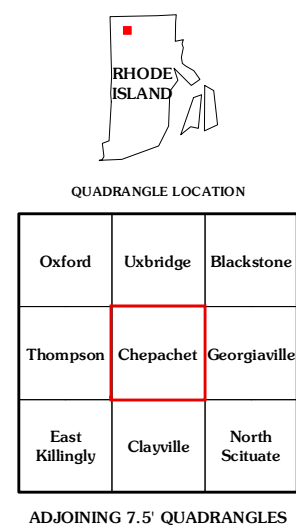 RHODE
ISLAND
QUADRANGLE LOCATION
Oxford Uxbridge Blackstone
Thompson Chepachet Georgiaville
East
Killingly
Clayville
North
Scituate
ADJOINING 7.5' QUADRANGLES